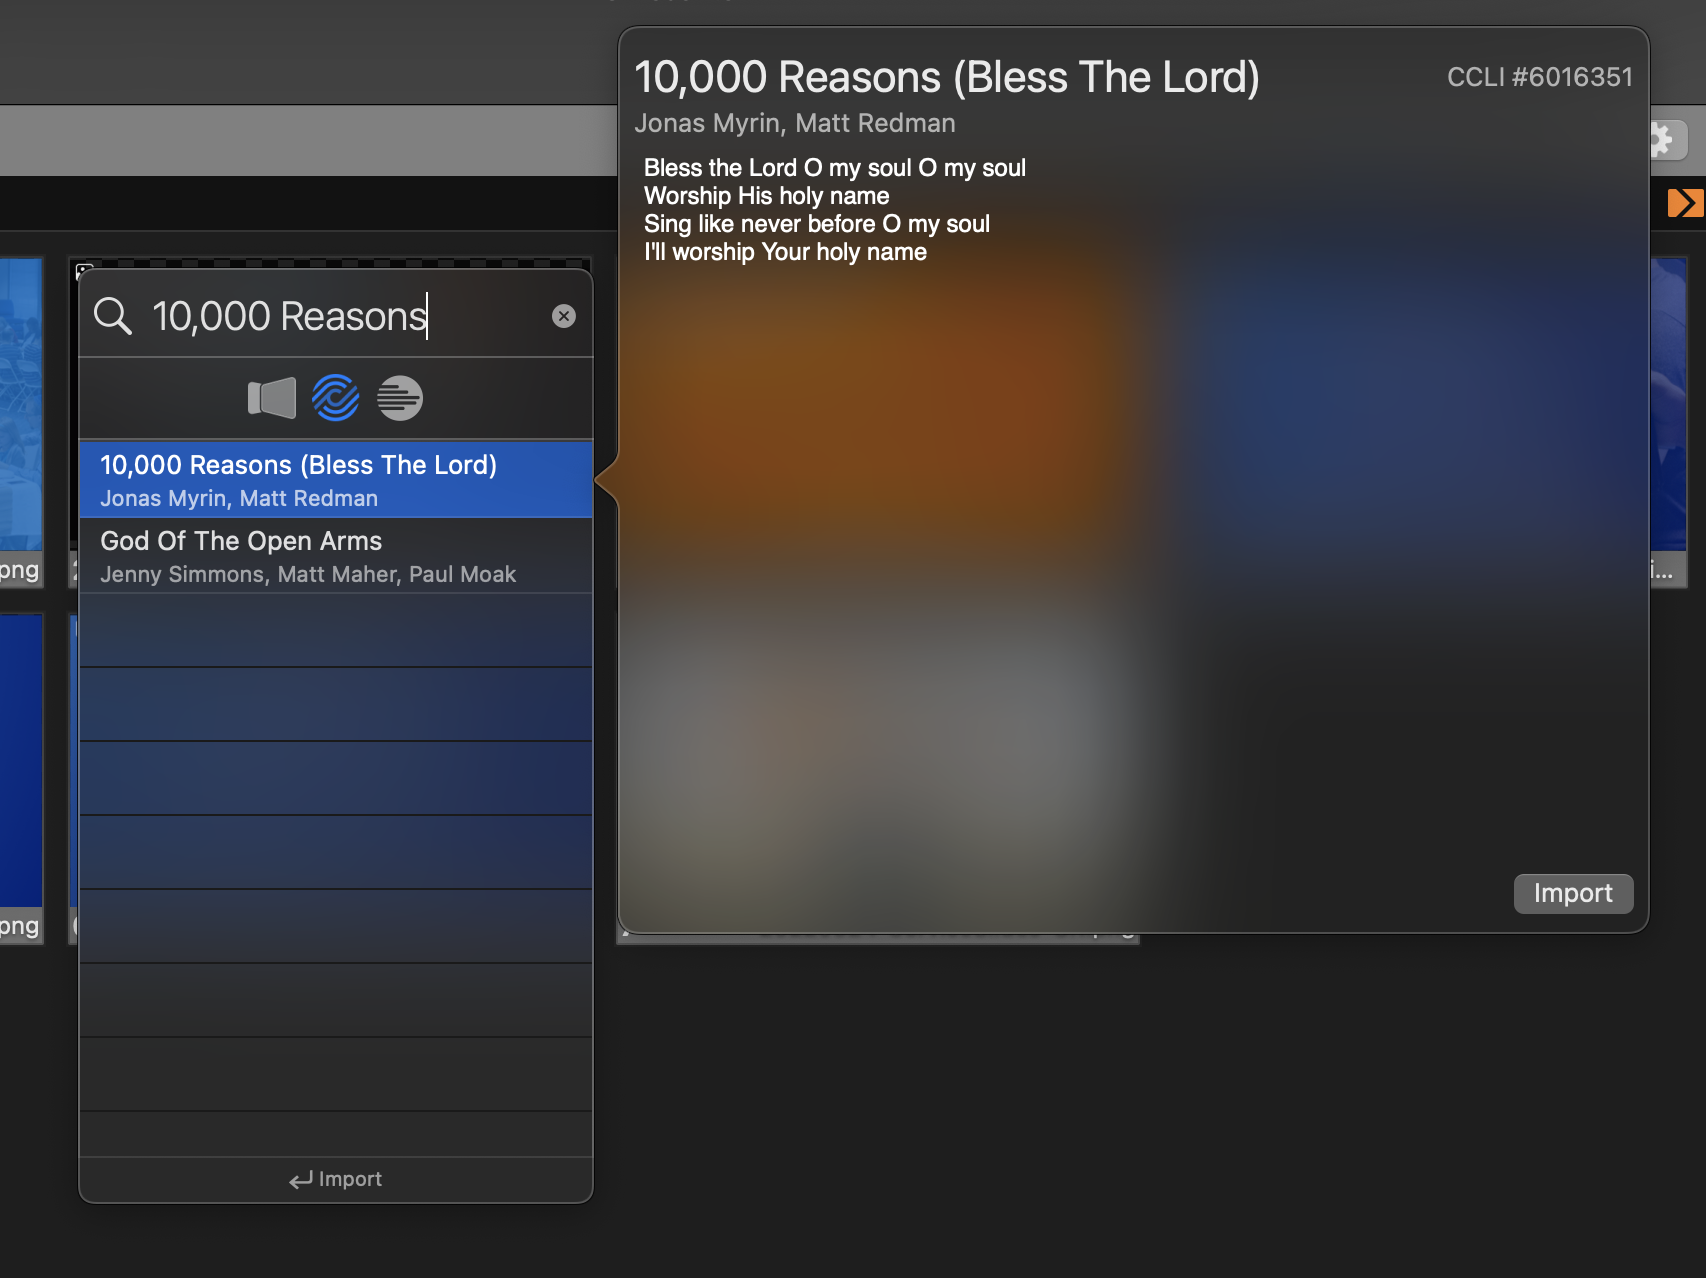 10,000 Reasons (Bless The Lord)
CCLI #6016351
Jonas Myrin, Matt Redman
Bless the Lord O my soul O my soul
Worship His holy name
Sing like never before O my soul
I'll worship Your holy name
Import
10,000 Reasons
10,000 Reasons (Bless The Lord)
Jonas Myrin, Matt Redman
God Of The Open Arms
Jenny Simmons, Matt Maher, Paul Moak
Import
png
i...
png